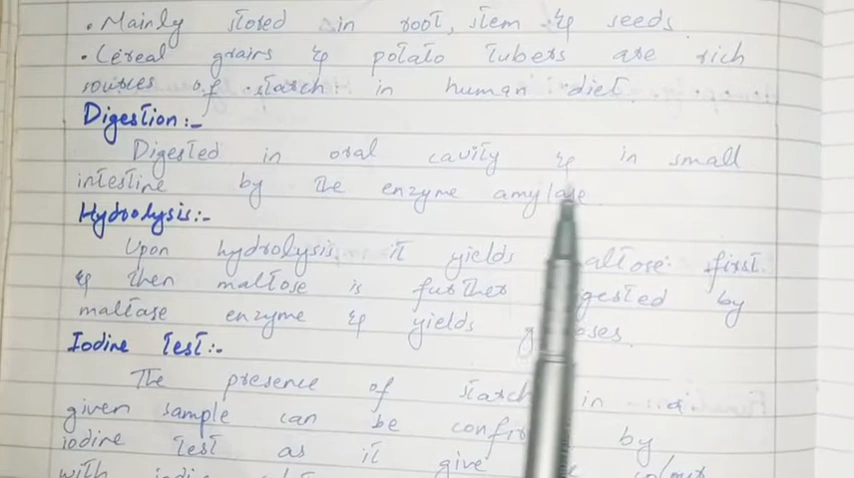 • Mainly stored in root, stem & seeds.
• Cereal grains & potato tubers are rich
sources of starch in human diet.
Digestion:-
Digested in oral cavity & in small
intestine by the enzyme amylase
Hydrolysis:-
Upon hydrolysis it yields first
& then maltose is further by
maltase enzyme & yields
Iodine Test:-
The presence of starch in a
given sample can be by
iodine test as it give
with